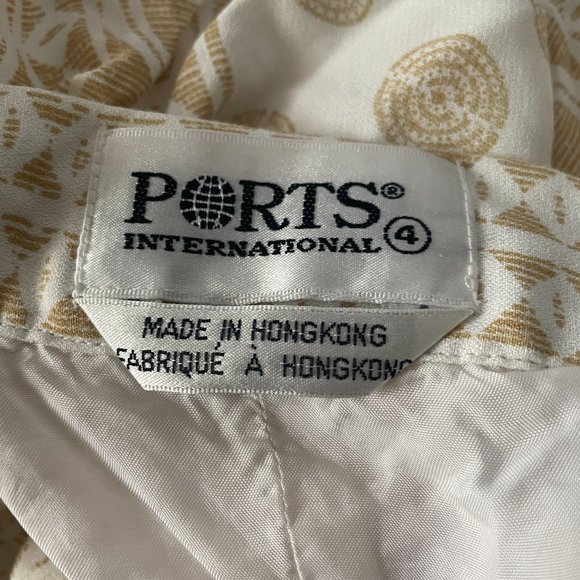 PORTS®
INTERNATIONAL 4
MADE IN HONGKONG
FABRIQUÉ À HONGKONG